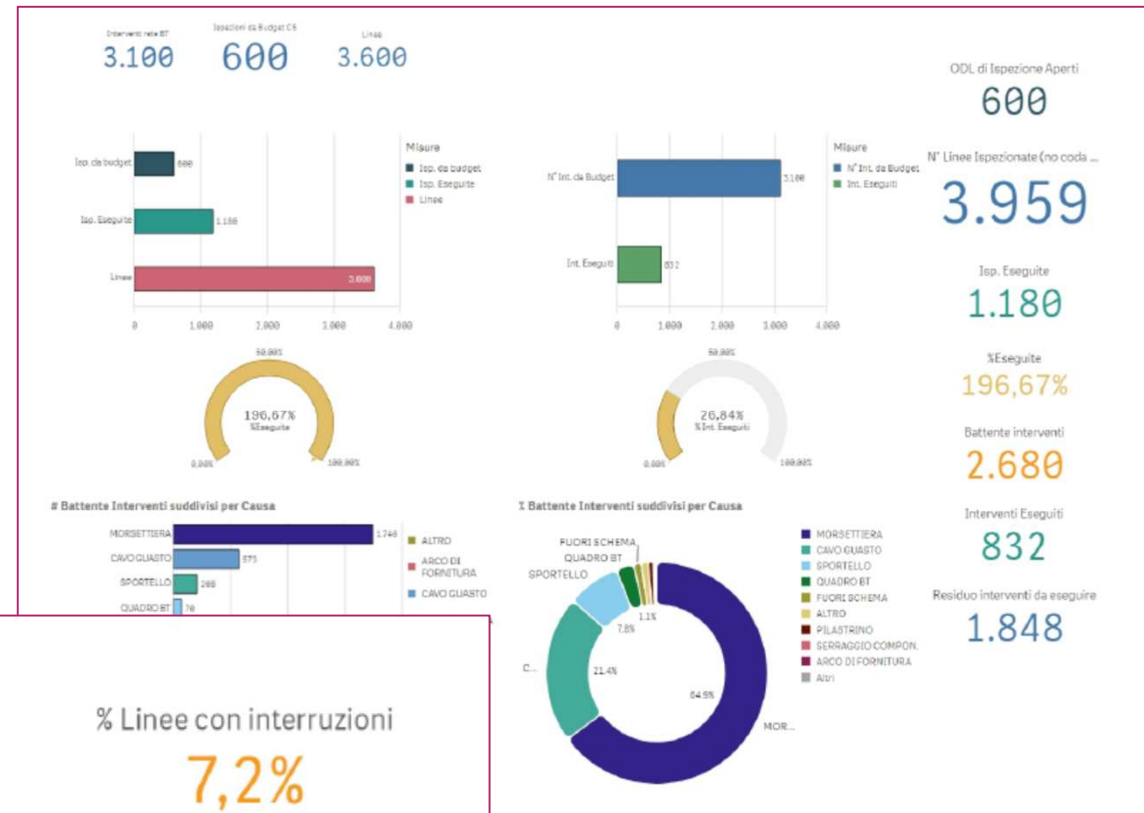 Interventi rete BT
3.100
Ispezioni da Budget CS
600
Linee
3.600
Isp. da budget
600
Isp. Eseguite
1.180
Linee
3.600
0 1.000 2.000 3.000 4.000
Misure
Isp. da budget
Isp. Eseguite
Linee
N° Int. da Budget
3.100
Int. Eseguiti
832
0 1.000 2.000 3.000 4.000
Misure
N° Int. da Budget
Int. Eseguiti
50,00%
196,67%
%Eseguite
0,00%
100,00%
50,00%
26,84%
% Int. Eseguiti
0,00%
100,00%
# Battente Interventi suddivisi per Causa
MORSETTIERA
CAVO GUASTO
573
SPORTELLO
208
QUADRO BT
70
ALTRO
ARCO DI
FORNITURA
CAVO GUASTO
% Battente Interventi suddivisi per Causa
FUORI SCHEMA
QUADRO BT
SPORTELLO
C...
MOR...
1.1%
7.8%
21.4%
64.9%
MORSETTIERA
CAVO GUASTO
SPORTELLO
QUADRO BT
FUORI SCHEMA
ALTRO
PILASTRINO
SERRAGGIO COMPON.
ARCO DI FORNITURA
Altri
ODL di Ispezione Aperti
600
N° Linee Ispezionate (no coda ...
3.959
Isp. Eseguite
1.180
%Eseguite
196,67%
Battente interventi
2.680
Interventi Eseguiti
832
Residuo interventi da eseguire
1.848
% Linee con interruzioni
7,2%